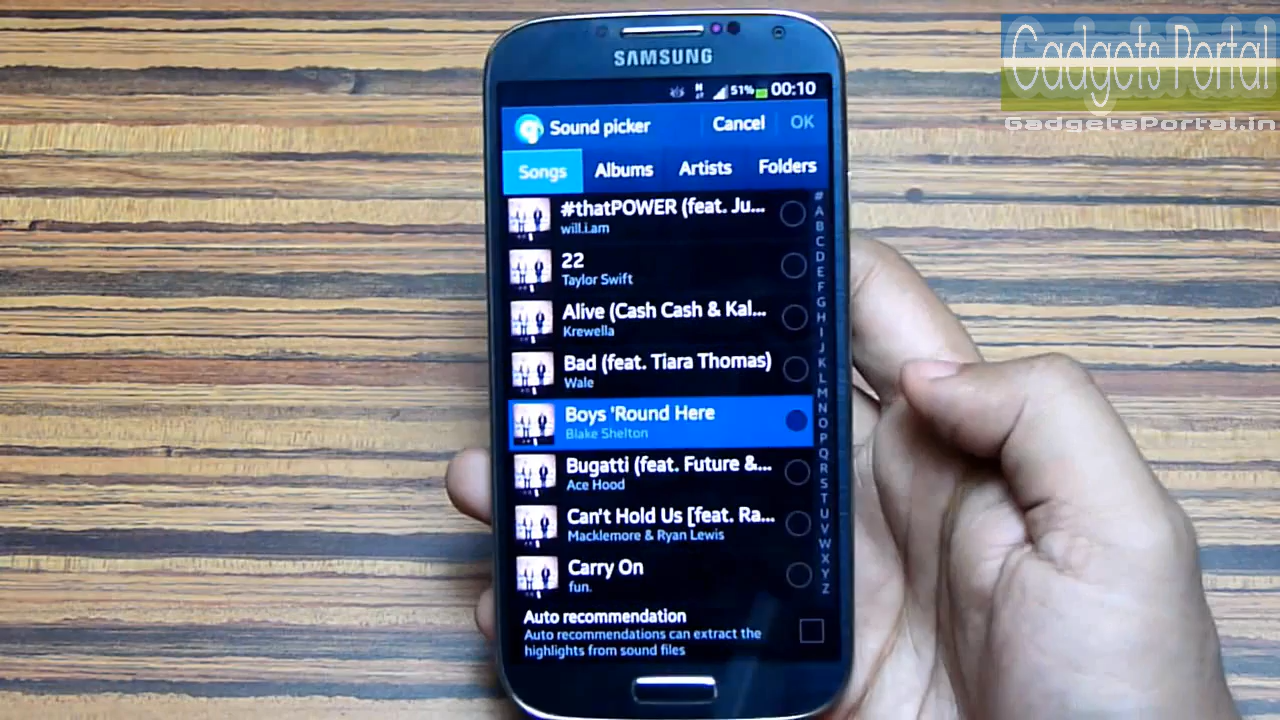 Gadgets Portal
GadgetsPortal.in
SAMSUNG
51% 00:10
Sound picker Cancel OK
Songs Albums Artists Folders
#thatPOWER (feat. Ju...
will.i.am
22
Taylor Swift
Alive (Cash Cash & Kal...
Krewella
Bad (feat. Tiara Thomas)
Wale
Boys 'Round Here
Blake Shelton
Bugatti (feat. Future &...
Ace Hood
Can't Hold Us [feat. Ra...
Macklemore & Ryan Lewis
Carry On
fun.
#
A
B
C
D
E
F
G
H
I
J
K
L
M
N
O
P
Q
R
S
T
U
V
W
X
Y
Z
Auto recommendation
Auto recommendations can extract the
highlights from sound files